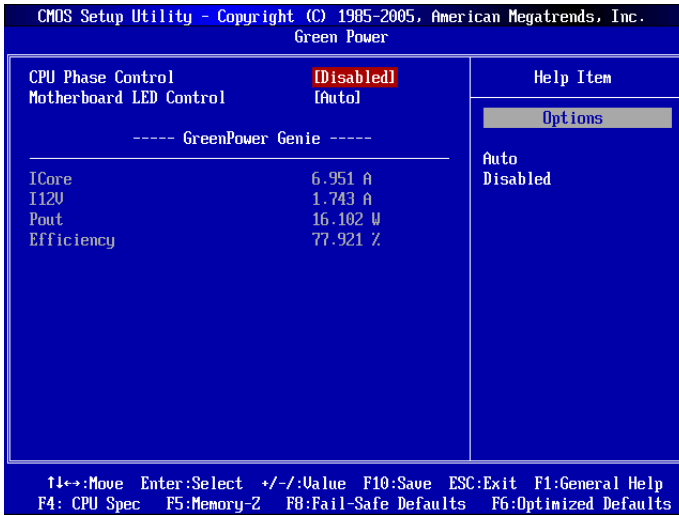 CMOS Setup Utility - Copyright (C) 1985-2005, American Megatrends, Inc.
Green Power
CPU Phase Control [Disabled]
Motherboard LED Control [Auto]
----- GreenPower Genie -----
ICore 6.951 A
I12V 1.743 A
Pout 16.102 W
Efficiency 77.921 %
Help Item
Options
Auto
Disabled
↑↓↔:Move Enter:Select +/-/:Value F10:Save ESC:Exit F1:General Help
F4: CPU Spec F5:Memory-Z F8:Fail-Safe Defaults F6:Optimized Defaults